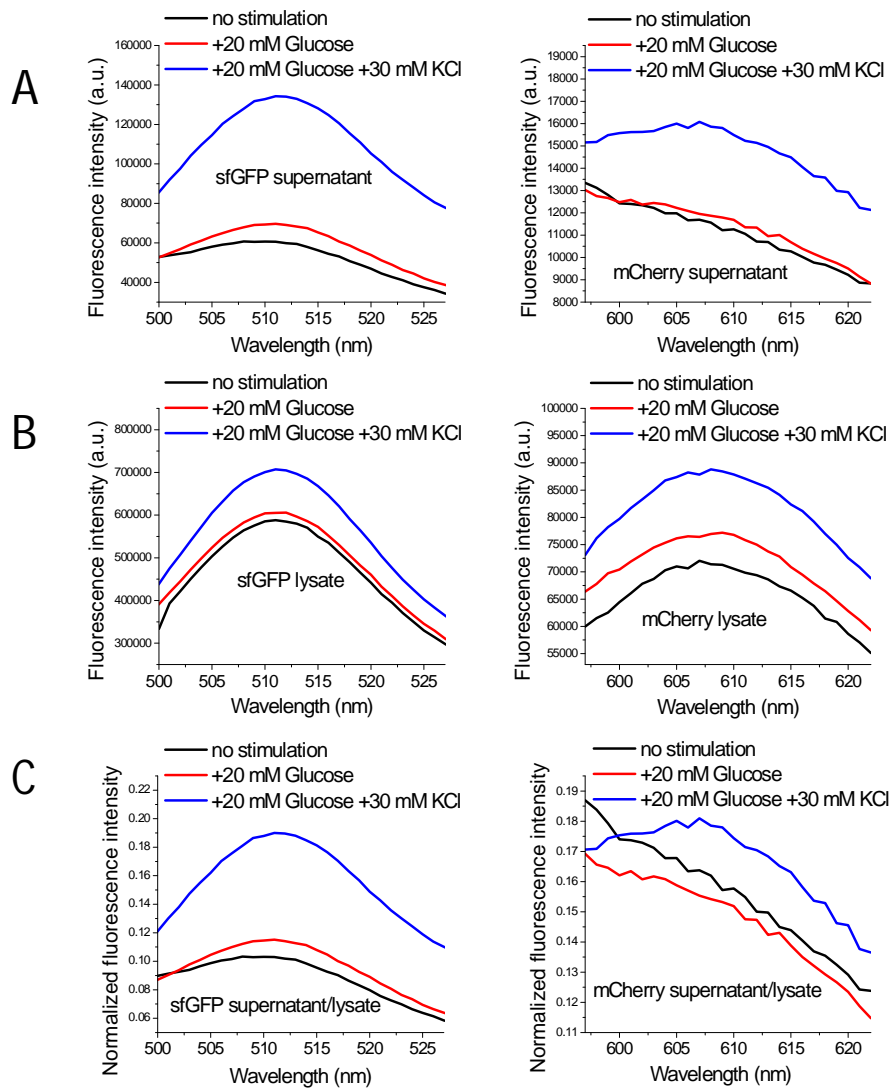 A
no stimulation
+20 mM Glucose
+20 mM Glucose +30 mM KCl
Fluorescence intensity (a.u.)
160000
140000
120000
100000
80000
60000
40000
sfGFP supernatant
500 505 510 515 520 525
Wavelength (nm)
no stimulation
+20 mM Glucose
+20 mM Glucose +30 mM KCl
Fluorescence intensity (a.u.)
19000
18000
17000
16000
15000
14000
13000
12000
11000
10000
9000
8000
mCherry supernatant
600 605 610 615 620
Wavelength (nm)
B
no stimulation
+20 mM Glucose
+20 mM Glucose +30 mM KCl
Fluorescence intensity (a.u.)
800000
700000
600000
500000
400000
300000
sfGFP lysate
500 505 510 515 520 525
Wavelength (nm)
no stimulation
+20 mM Glucose
+20 mM Glucose +30 mM KCl
Fluorescence intensity (a.u.)
100000
95000
90000
85000
80000
75000
70000
65000
60000
55000
mCherry lysate
600 605 610 615 620
Wavelength (nm)
C
no stimulation
+20 mM Glucose
+20 mM Glucose +30 mM KCl
Normalized fluorescence intensity
0.22
0.20
0.18
0.16
0.14
0.12
0.10
0.08
0.06
sfGFP supernatant/lysate
500 505 510 515 520 525
Wavelength (nm)
no stimulation
+20 mM Glucose
+20 mM Glucose +30 mM KCl
Normalized fluorescence intensity
0.19
0.18
0.17
0.16
0.15
0.14
0.13
0.12
0.11
mCherry supernatant/lysate
600 605 610 615 620
Wavelength (nm)